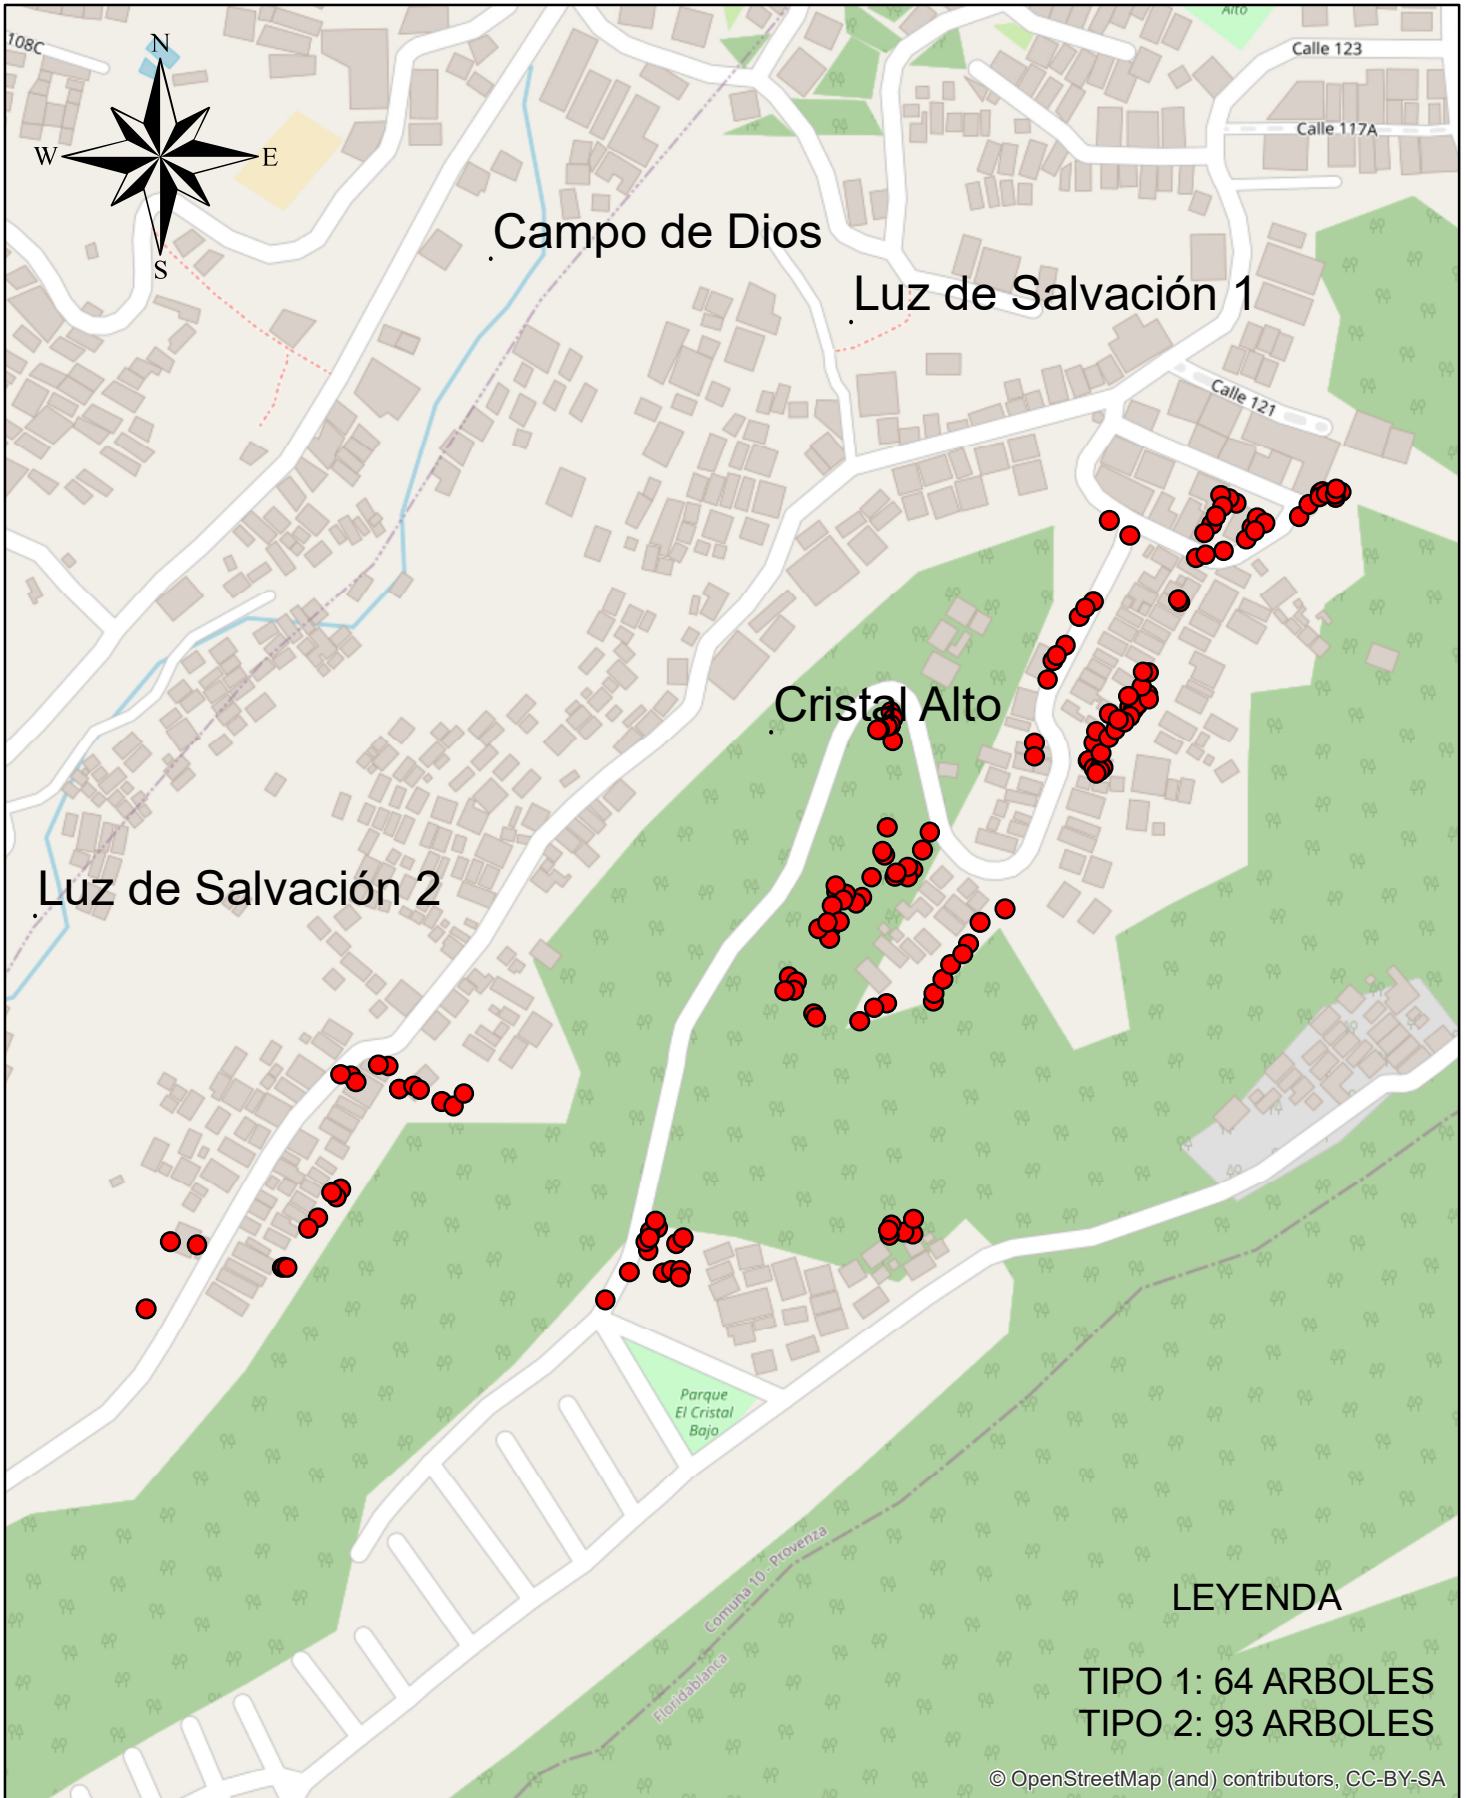 Alto
108C
N
Calle 123
Calle 117A
W
E
S
Campo de Dios
Luz de Salvación 1
Calle 121
Cristal Alto
Luz de Salvación 2
Parque
El Cristal
Bajo
Comuna 10 - Provenza
Floridablanca
LEYENDA
TIPO 1: 64 ARBOLES
TIPO 2: 93 ARBOLES
© OpenStreetMap (and) contributors, CC-BY-SA